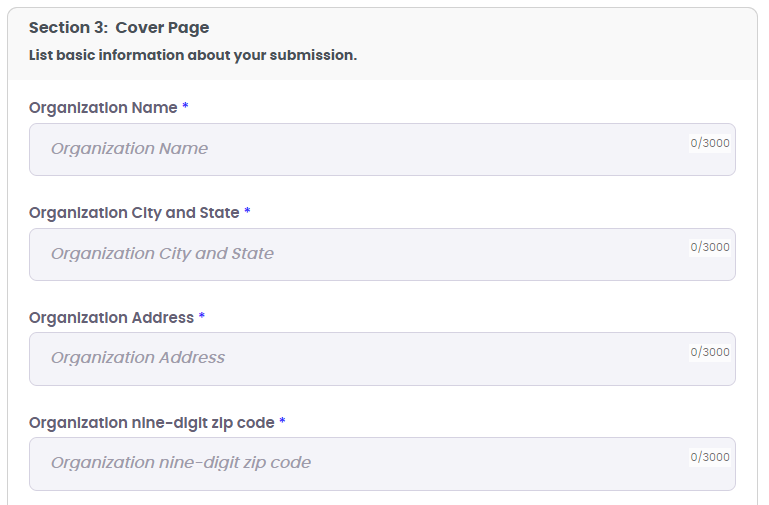 Section 3: Cover Page
List basic information about your submission.
Organization Name *
Organization Name
0/3000
Organization City and State *
Organization City and State
0/3000
Organization Address *
Organization Address
0/3000
Organization nine-digit zip code *
Organization nine-digit zip code
0/3000